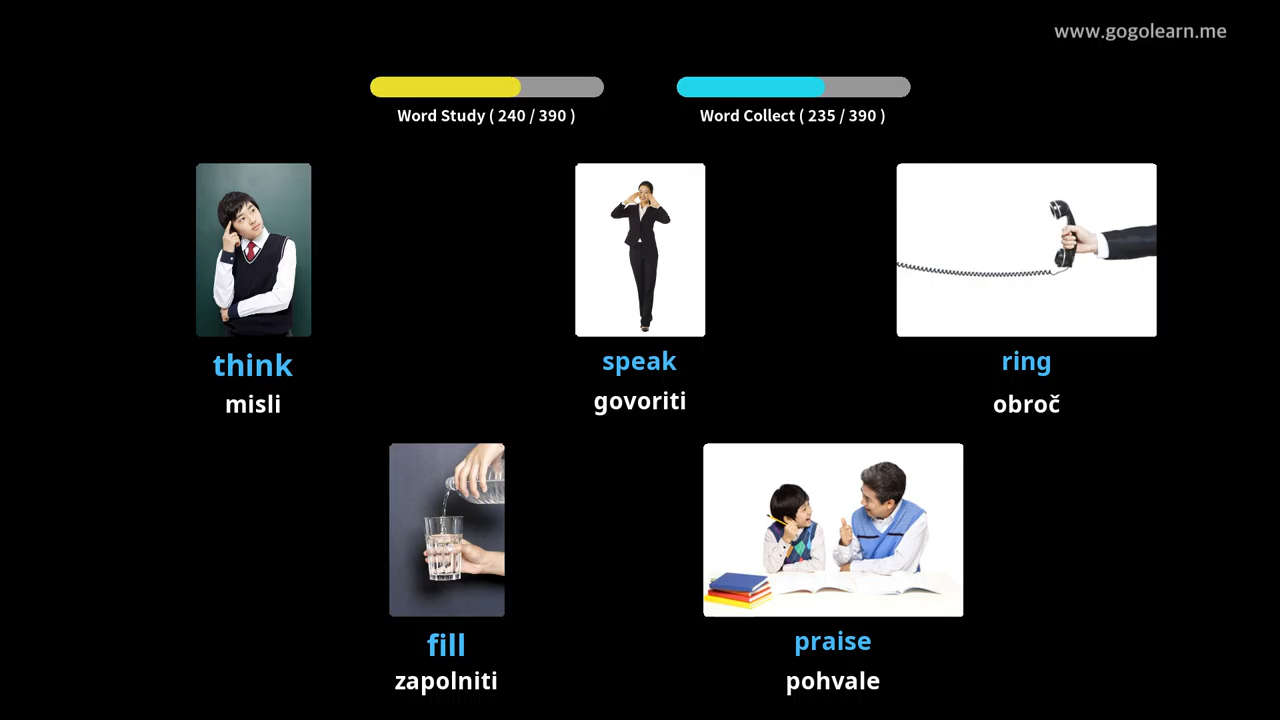 www.gogolearn.me
Word Study ( 240 / 390 )
Word Collect ( 235 / 390 )
think
misli
speak
govoriti
ring
obroč
fill
zapolniti
praise
pohvale